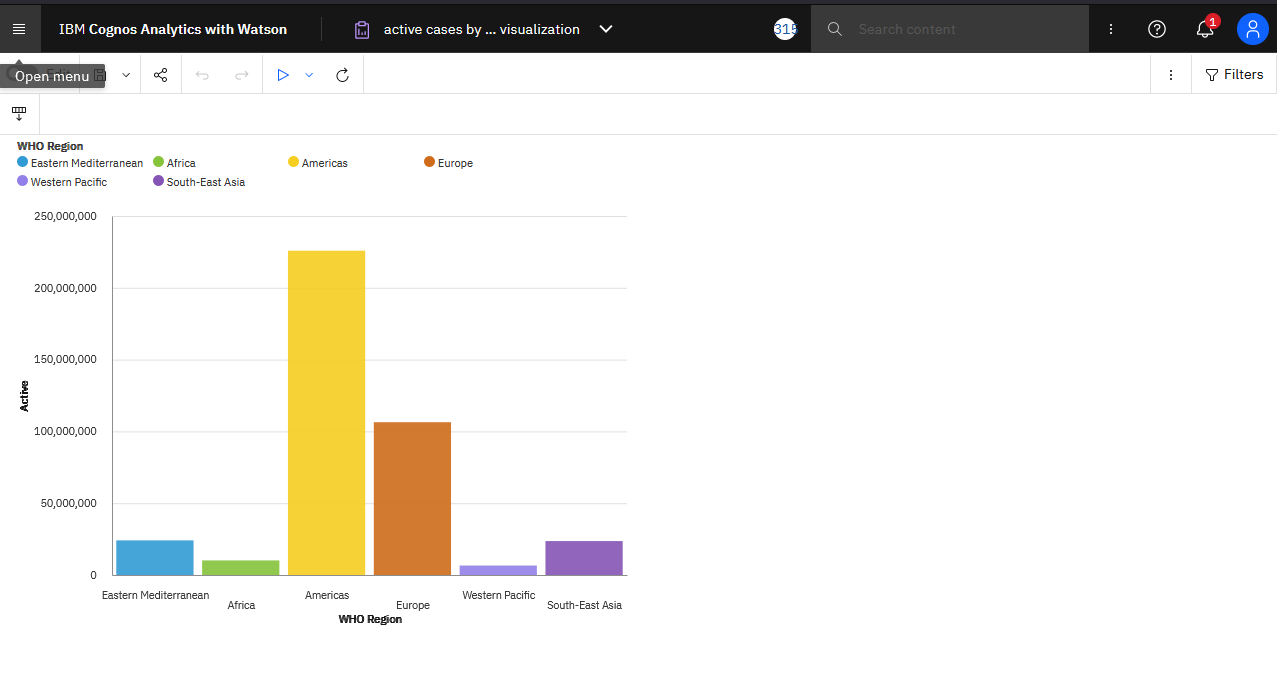 IBM Cognos Analytics with Watson
active cases by ... visualization
315
Search content
1
Open menu
Filters
WHO Region
Eastern Mediterranean
Africa
Americas
Europe
Western Pacific
South-East Asia
250,000,000
200,000,000
150,000,000
100,000,000
50,000,000
0
Active
Eastern Mediterranean
Africa
Americas
Europe
Western Pacific
South-East Asia
WHO Region